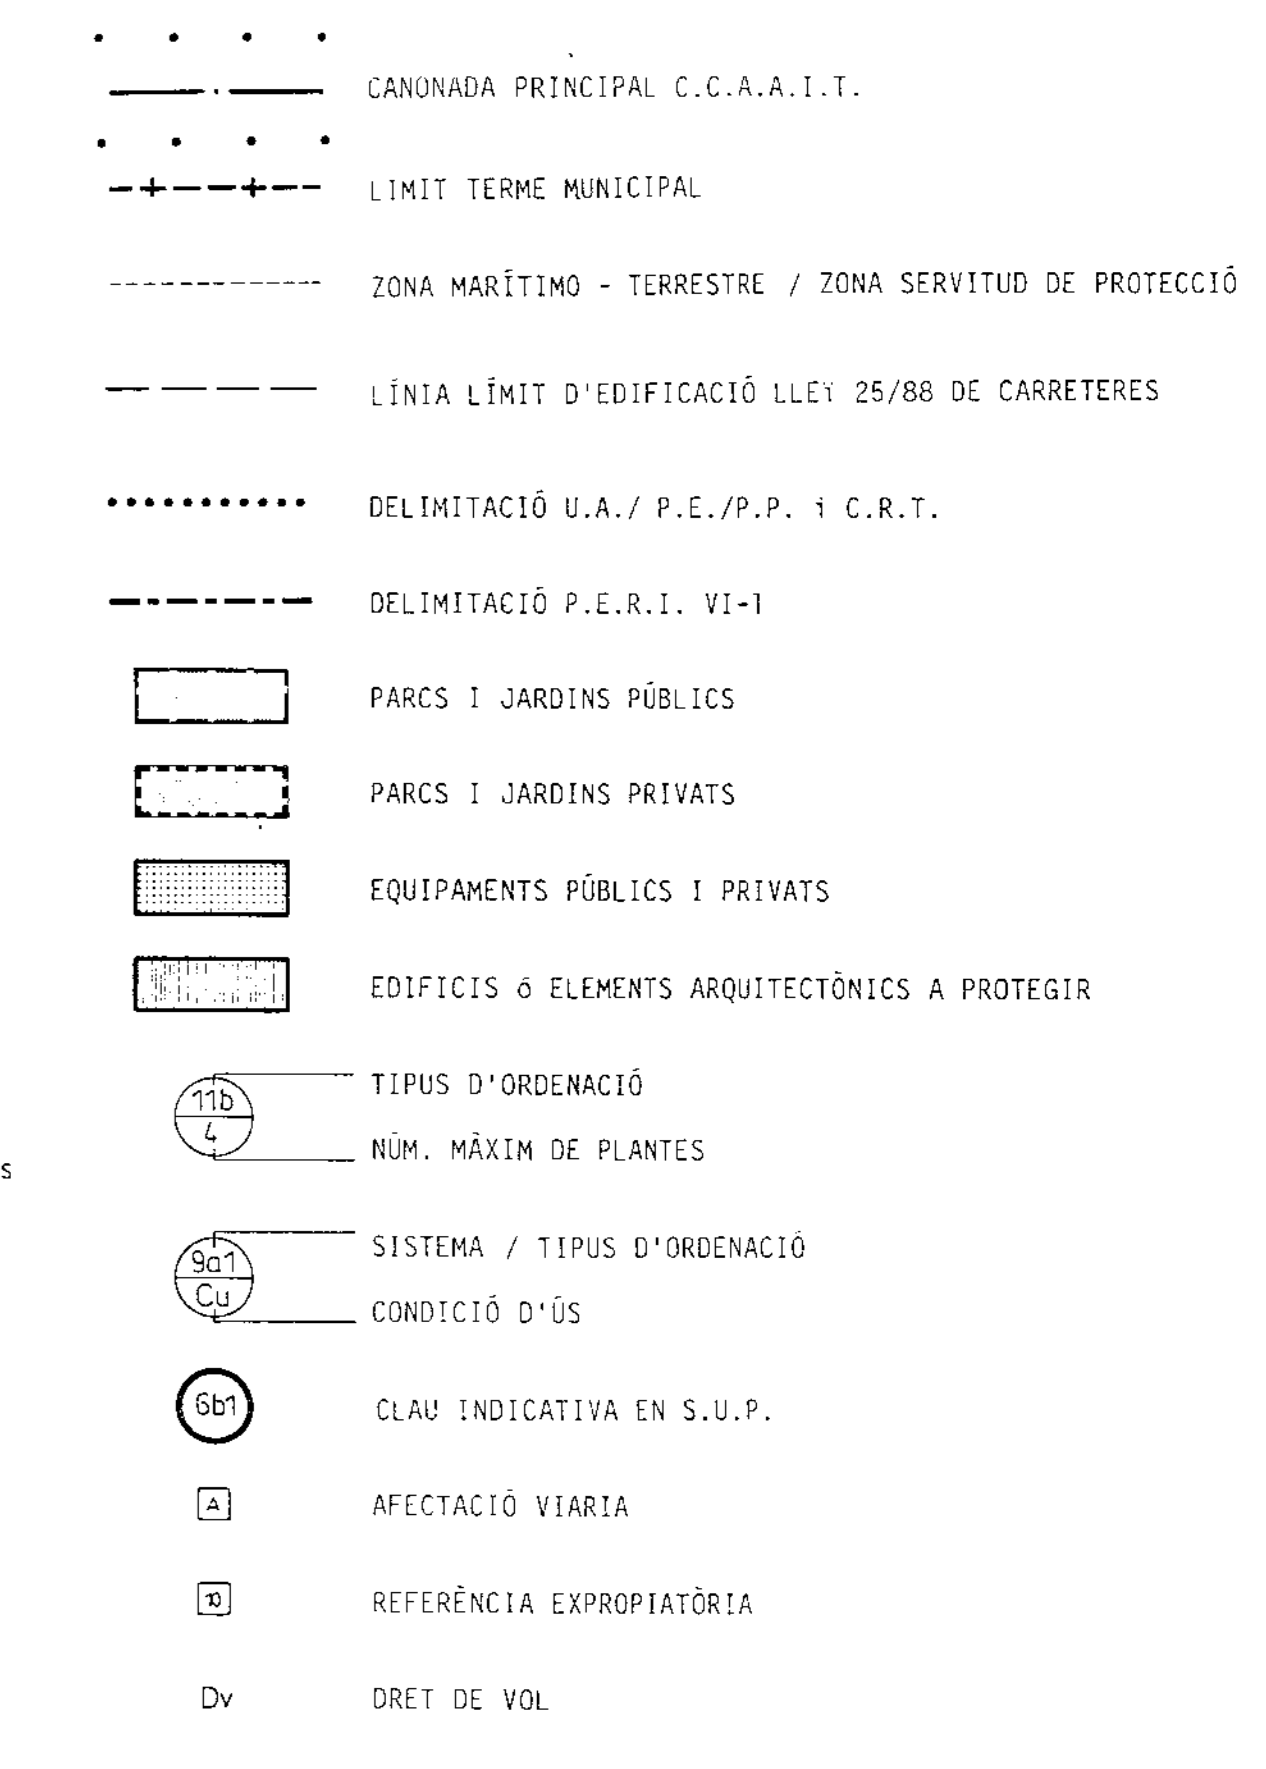 CANONADA PRINCIPAL C.C.A.A.I.T.
LIMIT TERME MUNICIPAL
ZONA MARÍTIMO - TERRESTRE / ZONA SERVITUD DE PROTECCIÓ
LÍNIA LÍMIT D'EDIFICACIÓ LLEI 25/88 DE CARRETERES
DELIMITACIÓ U.A./ P.E./P.P. i C.R.T.
DELIMITACIÓ P.E.R.I. VI-1
PARCS I JARDINS PÚBLICS
PARCS I JARDINS PRIVATS
EQUIPAMENTS PÚBLICS I PRIVATS
EDIFICIS ó ELEMENTS ARQUITECTÒNICS A PROTEGIR
11b TIPUS D'ORDENACIÓ
4 NÚM. MÀXIM DE PLANTES
S
9a1 SISTEMA / TIPUS D'ORDENACIÓ
Cu CONDICIÓ D'ÚS
6b1 CLAU INDICATIVA EN S.U.P.
A AFECTACIÓ VIARIA
10 REFERÈNCIA EXPROPIATÒRIA
Dv DRET DE VOL